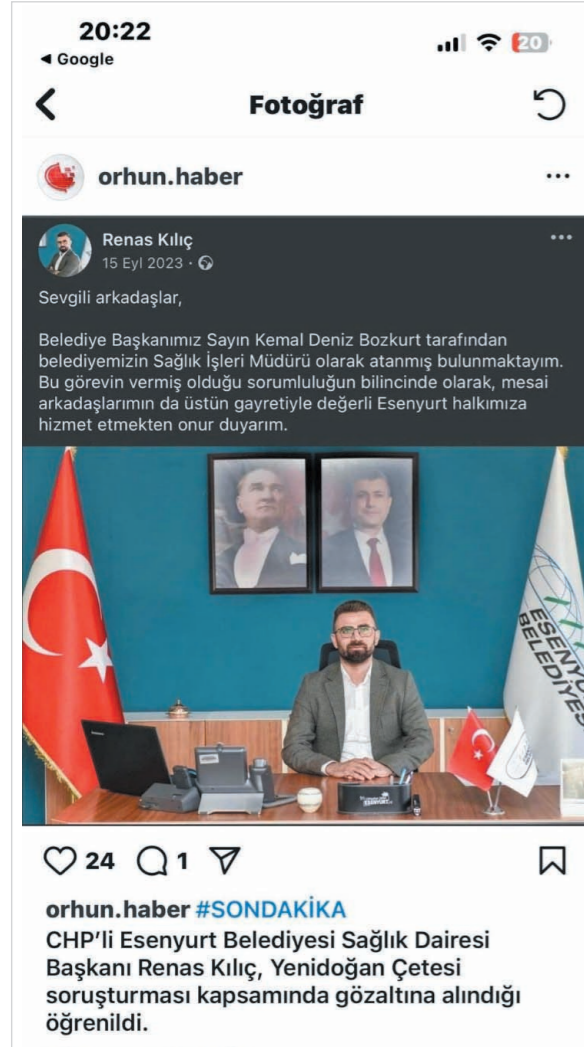 20:22
20
◄ Google
Fotoğraf
orhun.haber
Renas Kılıç
15 Eyl 2023 ·
Sevgili arkadaşlar,
Belediye Başkanımız Sayın Kemal Deniz Bozkurt tarafından
belediyemizin Sağlık İşleri Müdürü olarak atanmış bulunmaktayım.
Bu görevin vermiş olduğu sorumluluğun bilincinde olarak, mesai
arkadaşlarımın da üstün gayretiyle değerli Esenyurt halkımıza
hizmet etmekten onur duyarım.
ESENYU
BELEDİYES
ESENYURT
24
1
orhun.haber #SONDAKİKA
CHP’li Esenyurt Belediyesi Sağlık Dairesi
Başkanı Renas Kılıç, Yenidoğan Çetesi
soruşturması kapsamında gözaltına alındığı
öğrenildi.